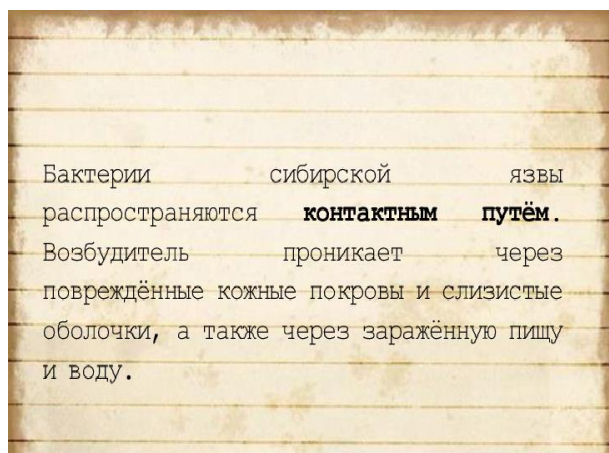 Бактерии сибирской язвы
распространяются контактным путём.
Возбудитель проникает через
повреждённые кожные покровы и слизистые
оболочки, а также через заражённую пищу
и воду.